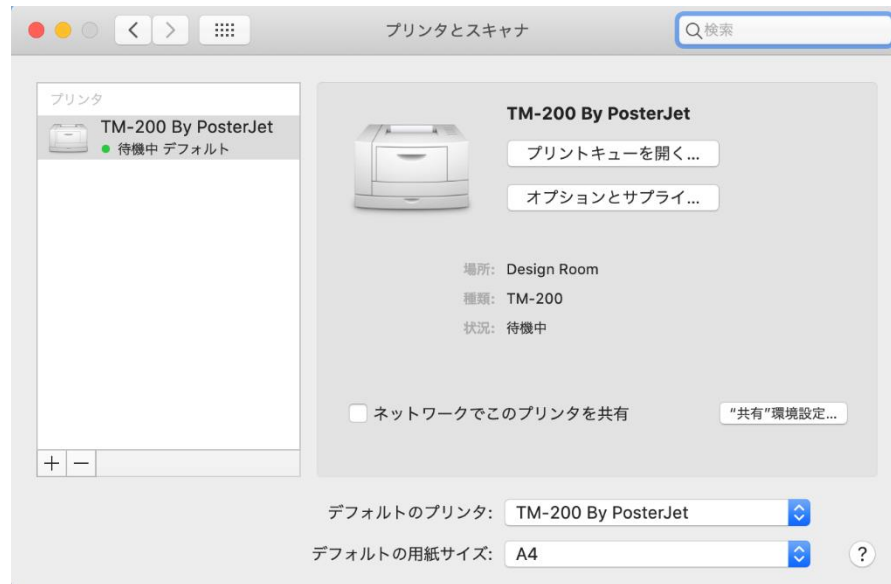 プリンタとスキャナ
検索
プリンタ
TM-200 By PosterJet
待機中 デフォルト
TM-200 By PosterJet
プリントキューを開く...
オプションとサプライ...
場所: Design Room
種類: TM-200
状況: 待機中
ネットワークでこのプリンタを共有
“共有”環境設定...
デフォルトのプリンタ: TM-200 By PosterJet
デフォルトの用紙サイズ: A4
?